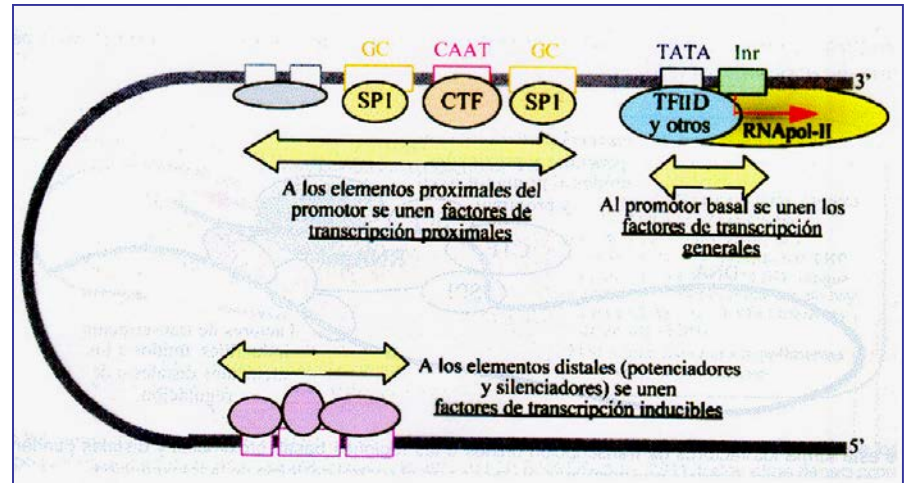 GC CAAT GC TATA Inr
3'
SP1 CTF SP1 TFIID
y otros RNApol-II
A los elementos proximales del
promotor se unen factores de
transcripción proximales
Al promotor basal se unen los
factores de transcripción
generales
A los elementos distales (potenciadores
y silenciadores) se unen
factores de transcripción inducibles
5'